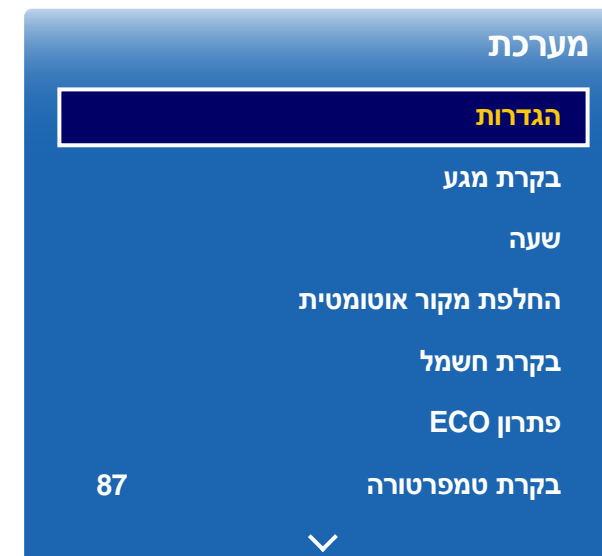 מערכת
הגדרות
בקרת מגע
שעה
החלפת מקור אוטומטית
בקרת חשמל
פתרון ECO
בקרת טמפרטורה 87